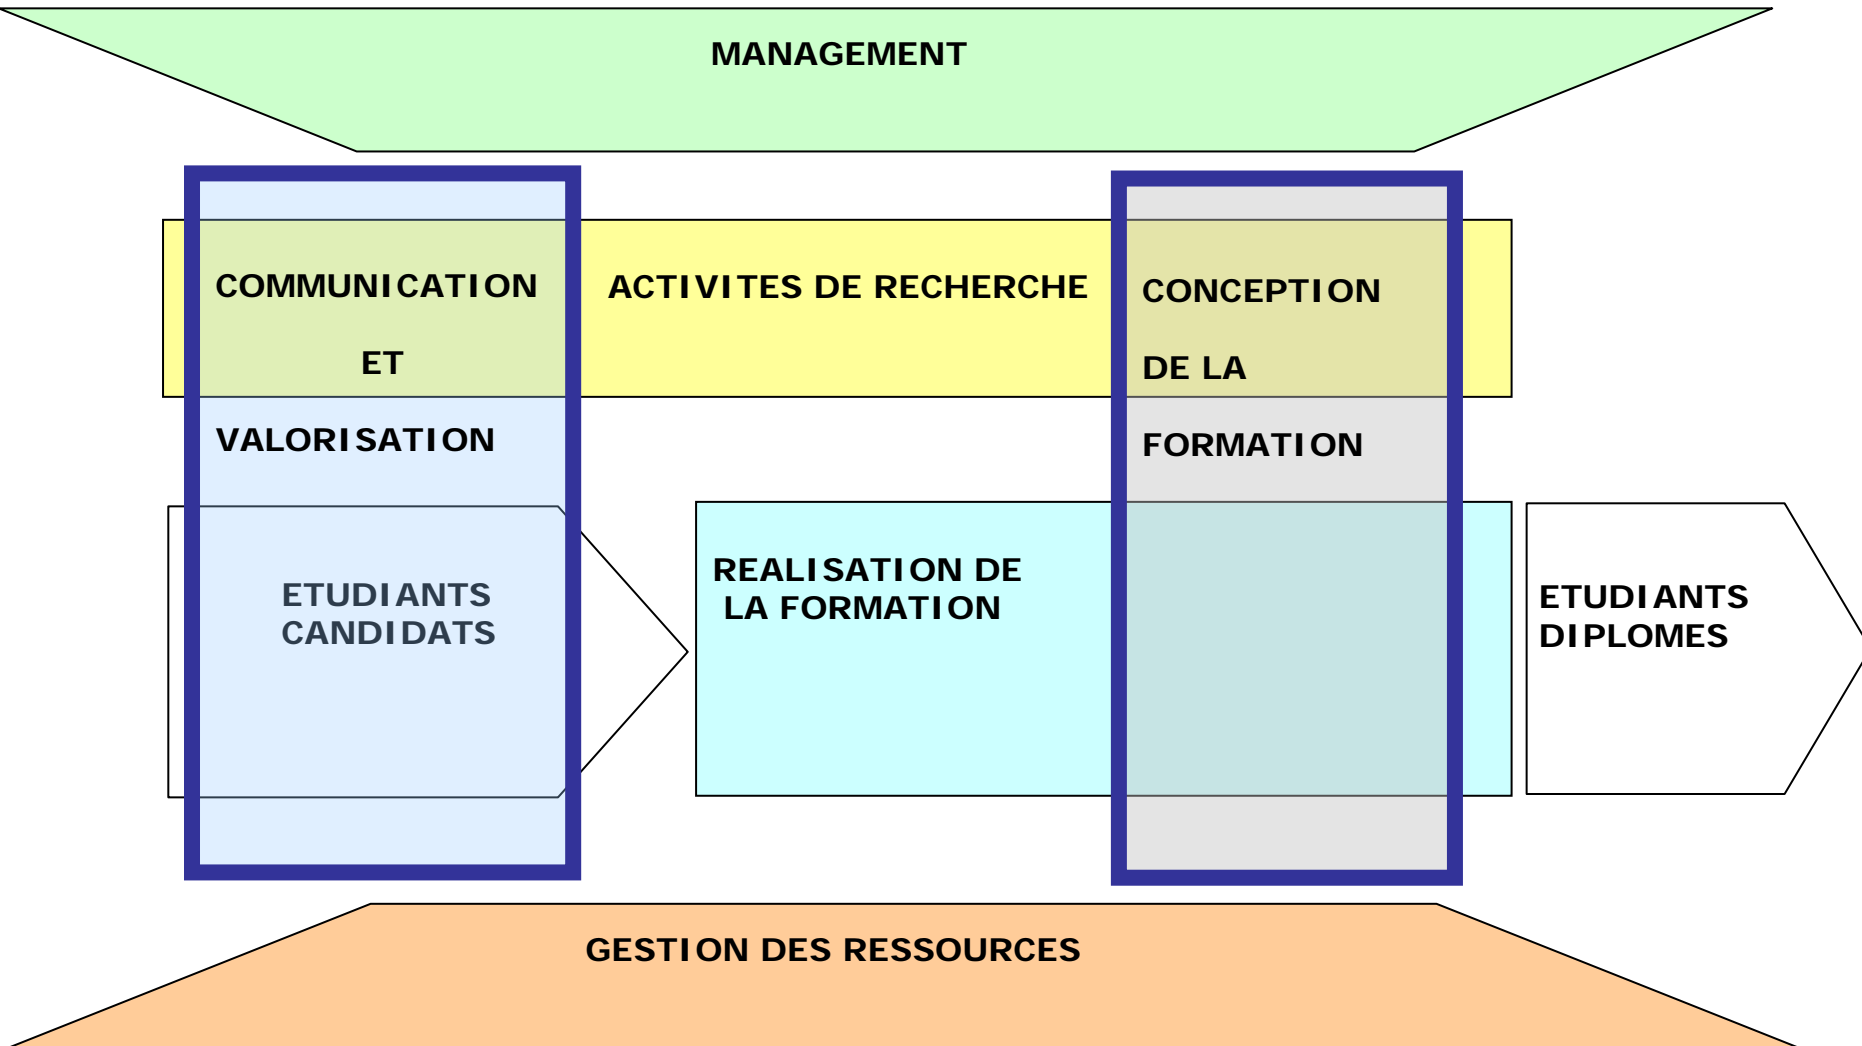 MANAGEMENT
COMMUNICATION
ET
VALORISATION
ACTIVITES DE RECHERCHE
CONCEPTION
DE LA
FORMATION
ETUDIANTS
CANDIDATS
REALISATION DE
LA FORMATION
ETUDIANTS
DIPLOMES
GESTION DES RESSOURCES